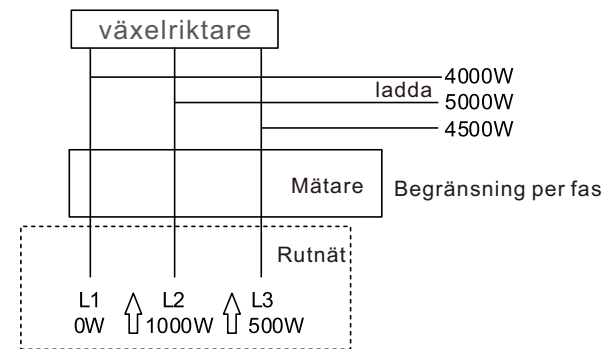 växelriktare
4000W
ladda
5000W
4500W
Mätare
Begränsning per fas
Rutnät
L1 L2 L3
0W 1000W 500W